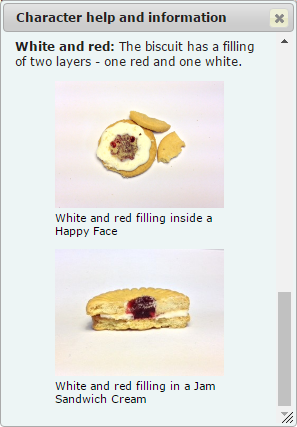 Character help and information
White and red: The biscuit has a filling
of two layers - one red and one white.
White and red filling inside a
Happy Face
White and red filling in a Jam
Sandwich Cream